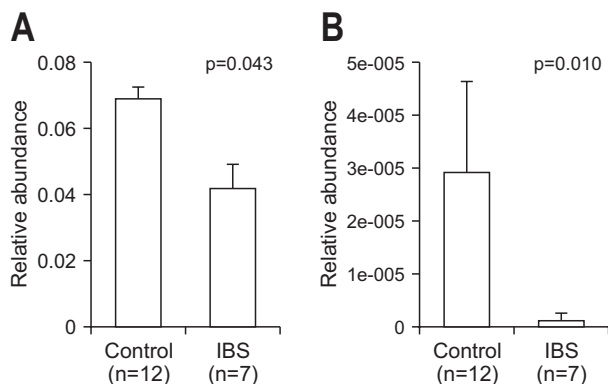 A
p=0.043
Relative abundance
0.08
0.06
0.04
0.02
0
Control
(n=12)
IBS
(n=7)
B
p=0.010
Relative abundance
5e-005
4e-005
3e-005
2e-005
1e-005
0
Control
(n=12)
IBS
(n=7)